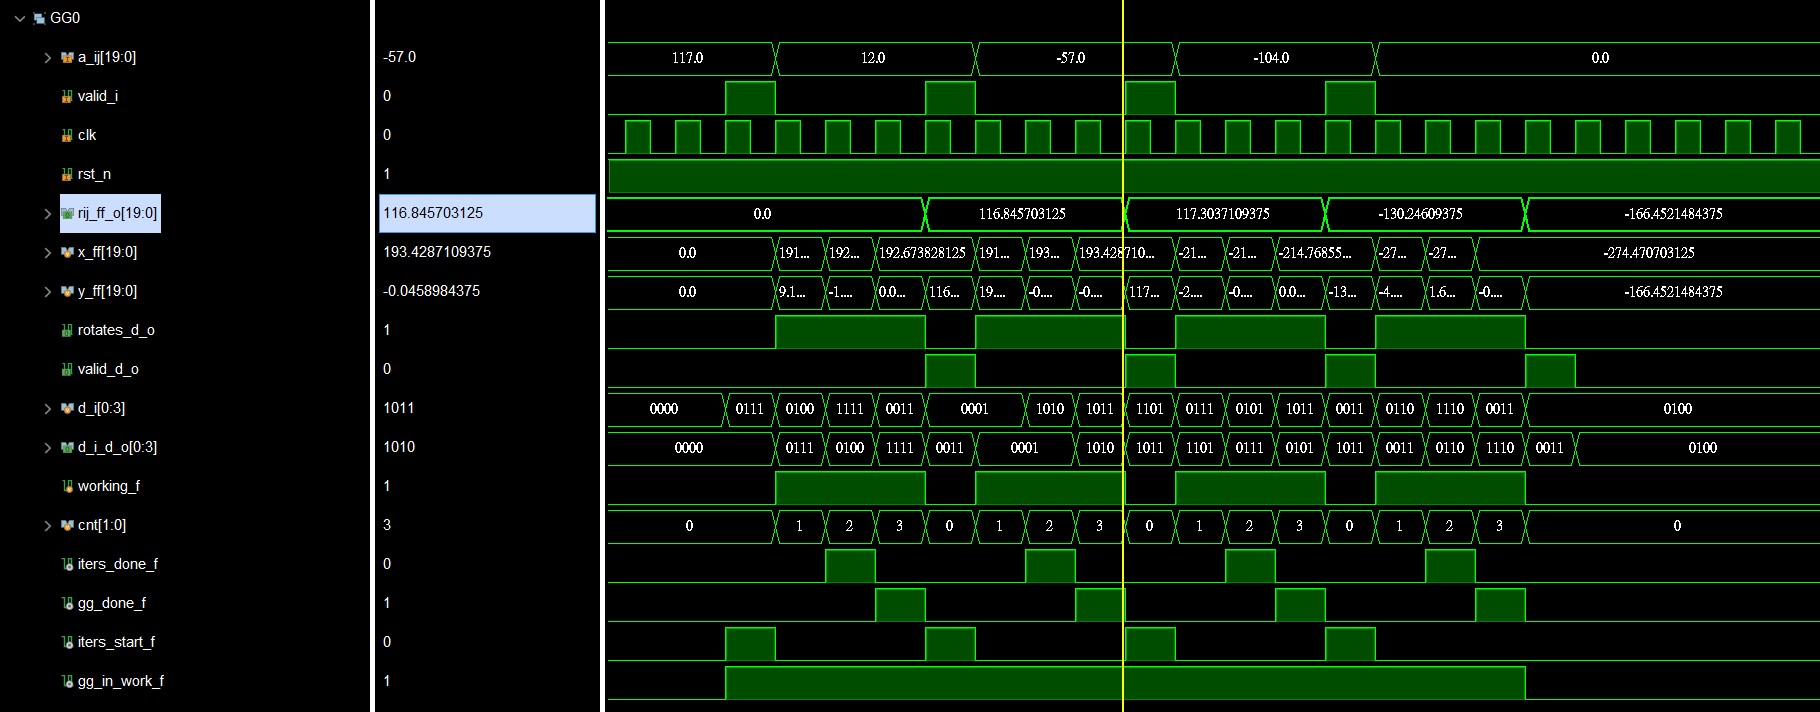 GG0
a_ij[19:0] -57.0 117.0 12.0 -57.0 -104.0 0.0
valid_i 0
clk 0
rst_n 1
rij_ff_o[19:0] 116.845703125 0.0 116.845703125 117.3037109375 -130.24609375 -166.4521484375
x_ff[19:0] 193.4287109375 0.0 191... 192... 192.673828125 191... 193... 193.428710... -21... -21... -214.76855... -27... -27... -274.470703125
y_ff[19:0] -0.0458984375 0.0 9.1... -1.... 0.0... 116... 19.... -0.... -0.... 117... -2.... -0.... 0.0... -13... -4.... 1.6... -0.... -166.4521484375
rotates_d_o 1
valid_d_o 0
d_i[0:3] 1011 0000 0111 0100 1111 0011 0001 1010 1011 1101 0111 0101 1011 0011 0110 1110 0011 0100
d_i_d_o[0:3] 1010 0000 0111 0100 1111 0011 0001 1010 1011 1101 0111 0101 1011 0011 0110 1110 0011 0100
working_f 1
cnt[1:0] 3 0 1 2 3 0 1 2 3 0 1 2 3 0 1 2 3 0
iters_done_f 0
gg_done_f 1
iters_start_f 0
gg_in_work_f 1